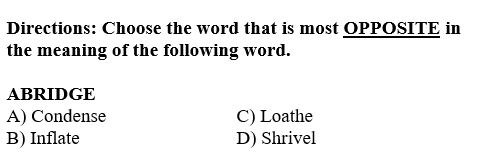 Directions: Choose the word that is most OPPOSITE in
the meaning of the following word.
ABRIDGE
A) Condense C) Loathe
B) Inflate D) Shrivel